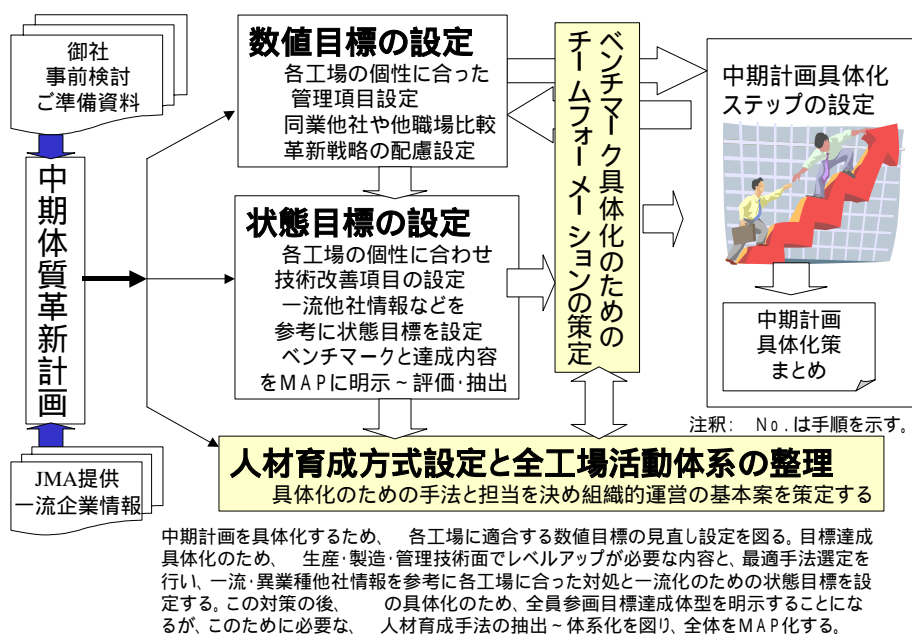 御社
事前検討
ご準備資料
中期体質革新計画
JMA提供
一流企業情報
数値目標の設定
各工場の個性に合った
管理項目設定
同業他社や他職場比較
革新戦略の配慮設定
状態目標の設定
各工場の個性に合わせ
技術改善項目の設定
一流他社情報などを
参考に状態目標を設定
ベンチマークと達成内容
をMAPに明示~評価・抽出
ベンチマーク具体化のための
チームフォーメーションの策定
中期計画具体化
ステップの設定
中期計画
具体化策
まとめ
注釈: No.は手順を示す。
人材育成方式設定と全工場活動体系の整理
具体化のための手法と担当を決め組織的運営の基本案を策定する
中期計画を具体化するため、 各工場に適合する数値目標の見直し設定を図る。目標達成
具体化のため、 生産・製造・管理技術面でレベルアップが必要な内容と、最適手法選定を
行い、一流・異業種他社情報を参考に各工場に合った対処と一流化のための状態目標を設
定する。この対策の後、 の具体化のため、全員参画目標達成体型を明示することにな
るが、このために必要な、 人材育成手法の抽出~体系化を図り、全体をMAP化する。